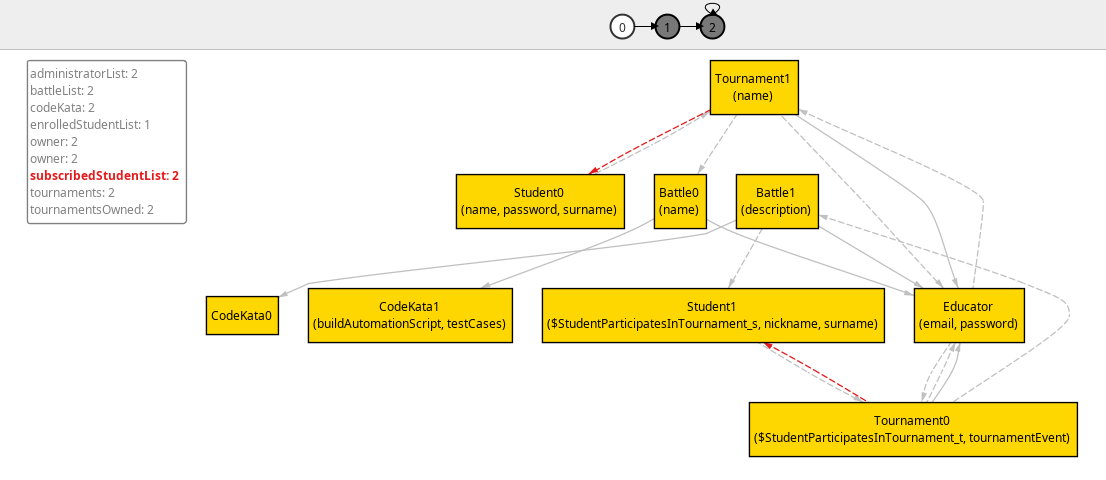 0
1
2
administratorList: 2
battleList: 2
codeKata: 2
enrolledStudentList: 1
owner: 2
owner: 2
subscribedStudentList: 2
tournaments: 2
tournamentsOwned: 2
Tournament1
(name)
Student0
(name, password, surname)
Battle0
(name)
Battle1
(description)
CodeKata0
CodeKata1
(buildAutomationScript, testCases)
Student1
($StudentParticipatesInTournament_s, nickname, surname)
Educator
(email, password)
Tournament0
($StudentParticipatesInTournament_t, tournamentEvent)